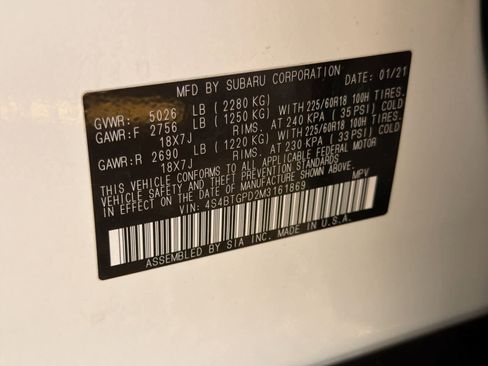 MFD BY SUBARU CORPORATION DATE: 01/21
GVWR: 5026 LB (2280 KG)
GAWR:F 2756 LB (1250 KG) WITH 225/60R18 100H TIRES,
18X7J RIMS, AT 240 KPA (35 PSI) COLD
GAWR:R 2690 LB (1220 KG) WITH 225/60R18 100H TIRES,
18X7J RIMS, AT 230 KPA (33 PSI) COLD
THIS VEHICLE CONFORMS TO ALL APPLICABLE FEDERAL MOTOR
VEHICLE SAFETY AND THEFT PREVENTION STANDARDS
IN EFFECT ON THE DATE OF MANUFACTURE SHOWN ABOVE.
VIN: 4S4BTGPD2M3161869 MPV
ASSEMBLED BY SIA INC. MADE IN U.S.A.